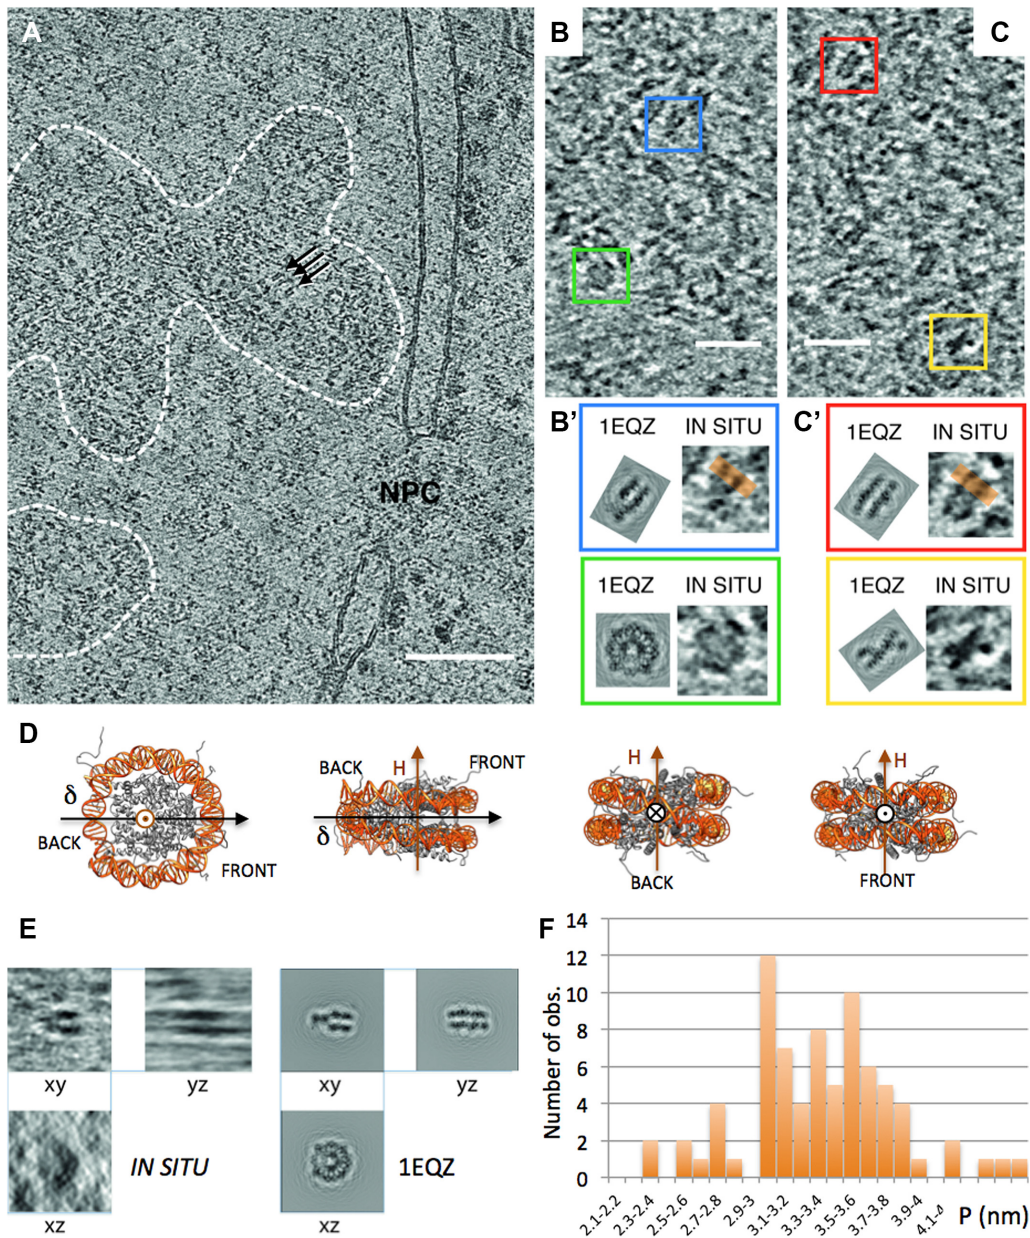 A
B
C
NPC
B’
1EQZ
IN SITU
C’
1EQZ
IN SITU
1EQZ
IN SITU
1EQZ
IN SITU
D
δ
BACK
FRONT
BACK
H
FRONT
δ
H
BACK
H
FRONT
E
xy
yz
xz
IN SITU
xy
yz
xz
1EQZ
F
Number of obs.
14
12
10
8
6
4
2
0
2.1-2.2
2.3-2.4
2.5-2.6
2.7-2.8
2.9-3
3.1-3.2
3.3-3.4
3.5-3.6
3.7-3.8
3.9-4
4.1-
P (nm)